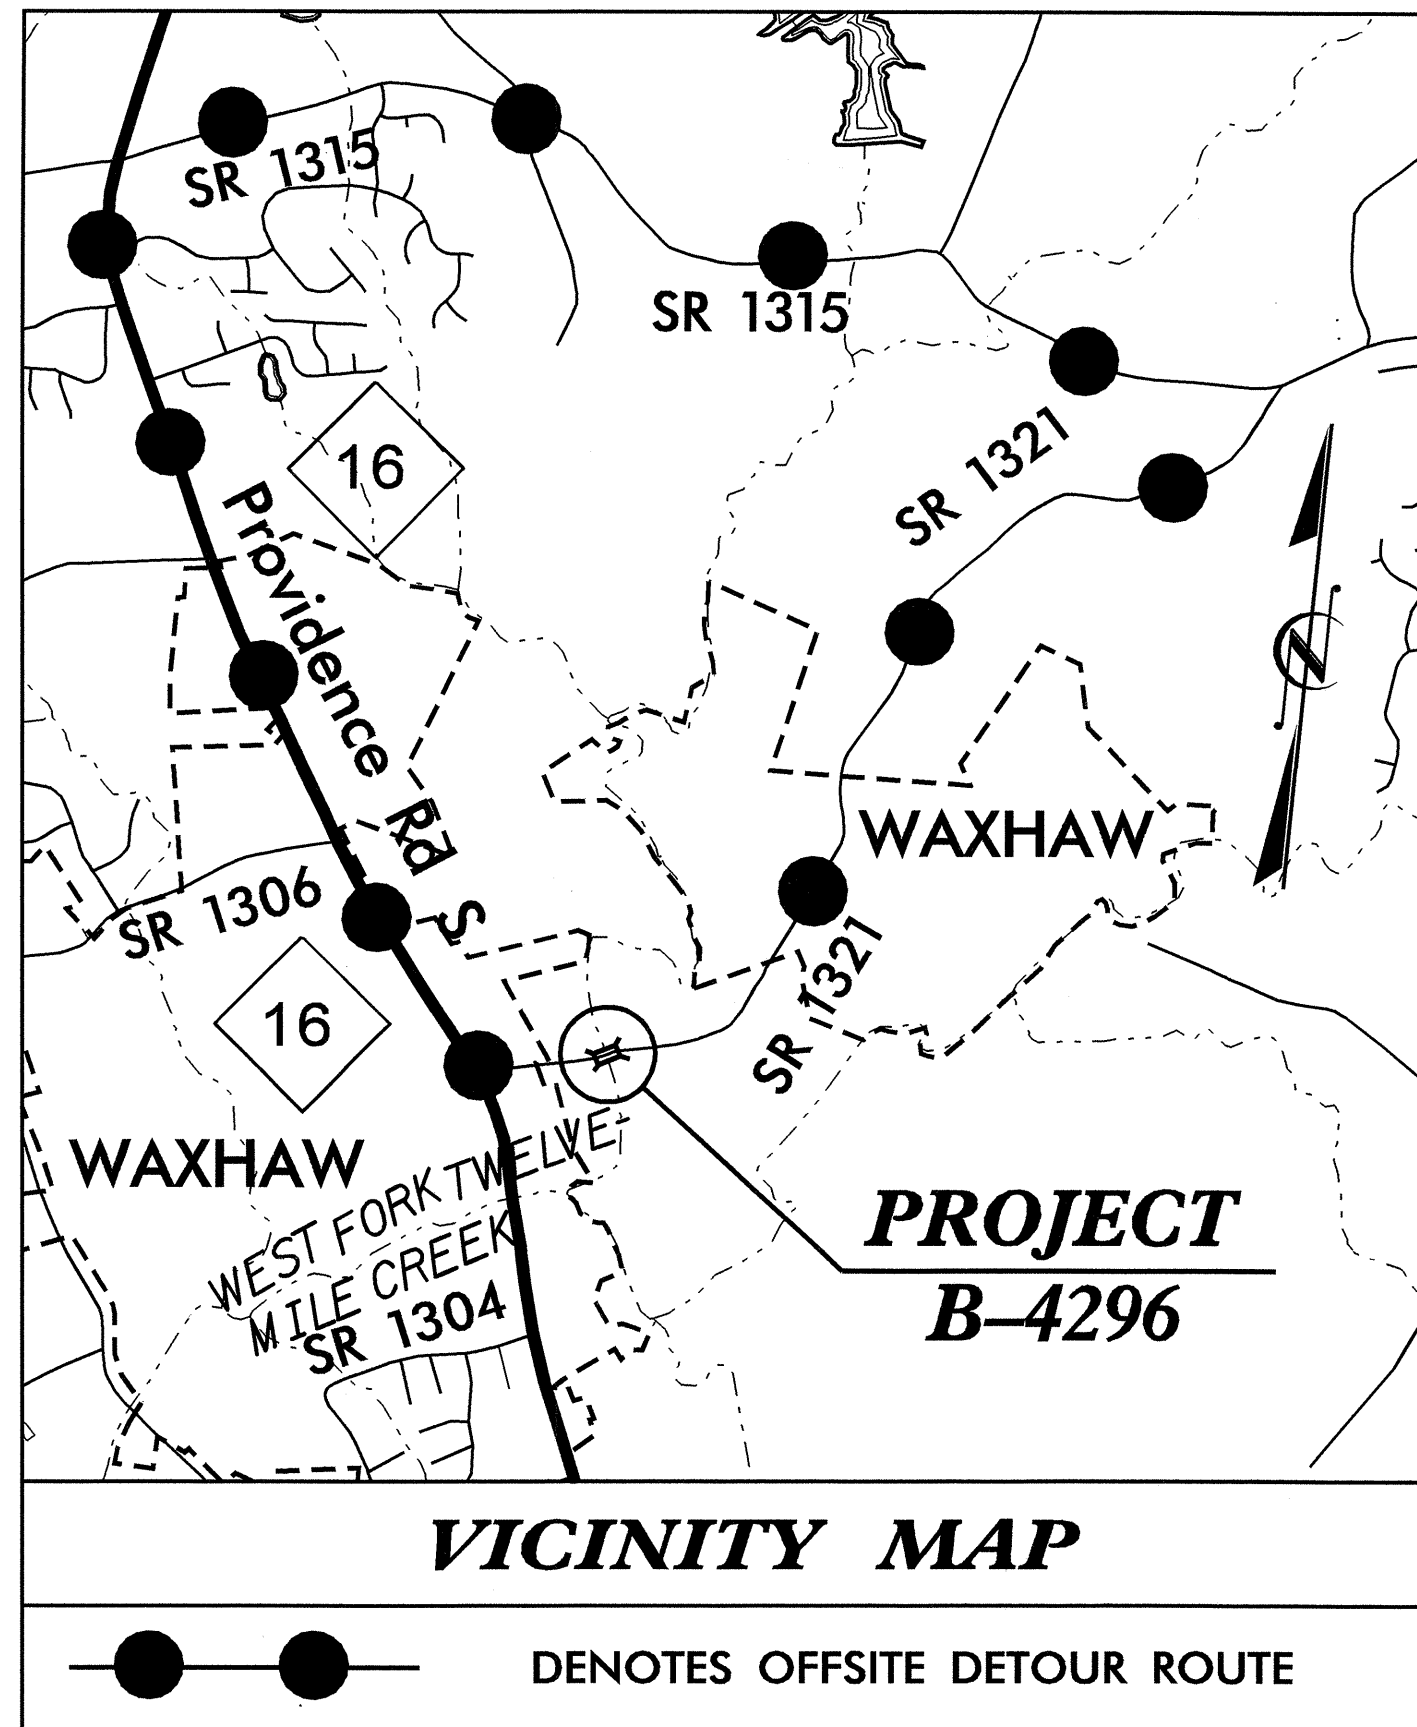 SR 1315
SR 1315
16
SR 1321
Providence Rd S
WAXHAW
SR 1306
SR 1321
16
WAXHAW
WEST FORK TWELVE-
MILE CREEK
SR 1304
PROJECT
B-4296
N
VICINITY MAP
DENOTES OFFSITE DETOUR ROUTE